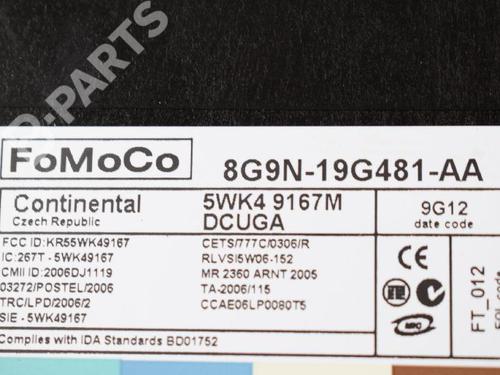 FoMoCo
8G9N-19G481-AA
Continental
Czech Republic
5WK4 9167M
DCUGA
9G12
date code
FCC ID:KR55WK49167
IC:267T - 5WK49167
CMII ID:2006DJ1119
03272/POSTEL/2006
TRC/LPD/2006/2
SIE - 5WK49167
CETS/777C/0306/R
RLVSI5W06-152
MR 2360 ARNT 2005
TA-2006/115
CCAE06LP0080T5
Complies with IDA Standards DB01752
FT_012
B-PARTS